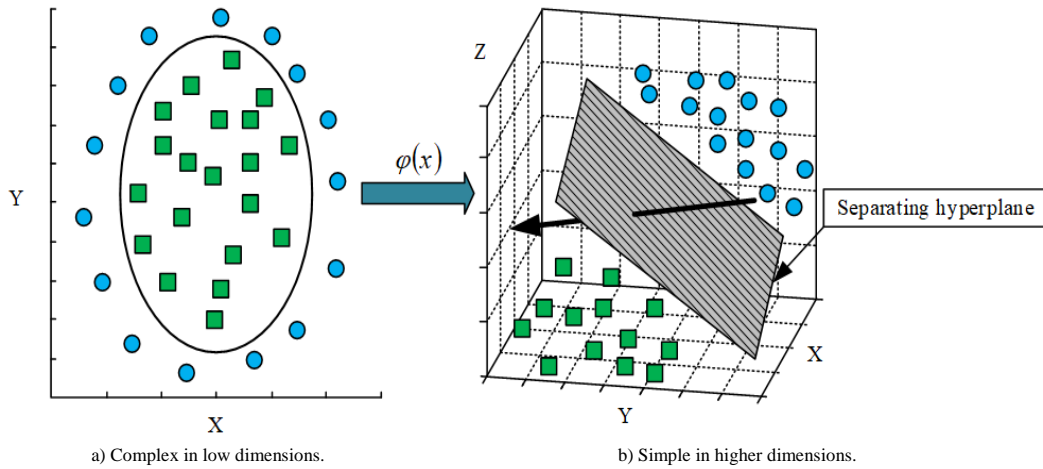 Y
X
a) Complex in low dimensions.
φ(x)
Z
Separating hyperplane
X
Y
b) Simple in higher dimensions.